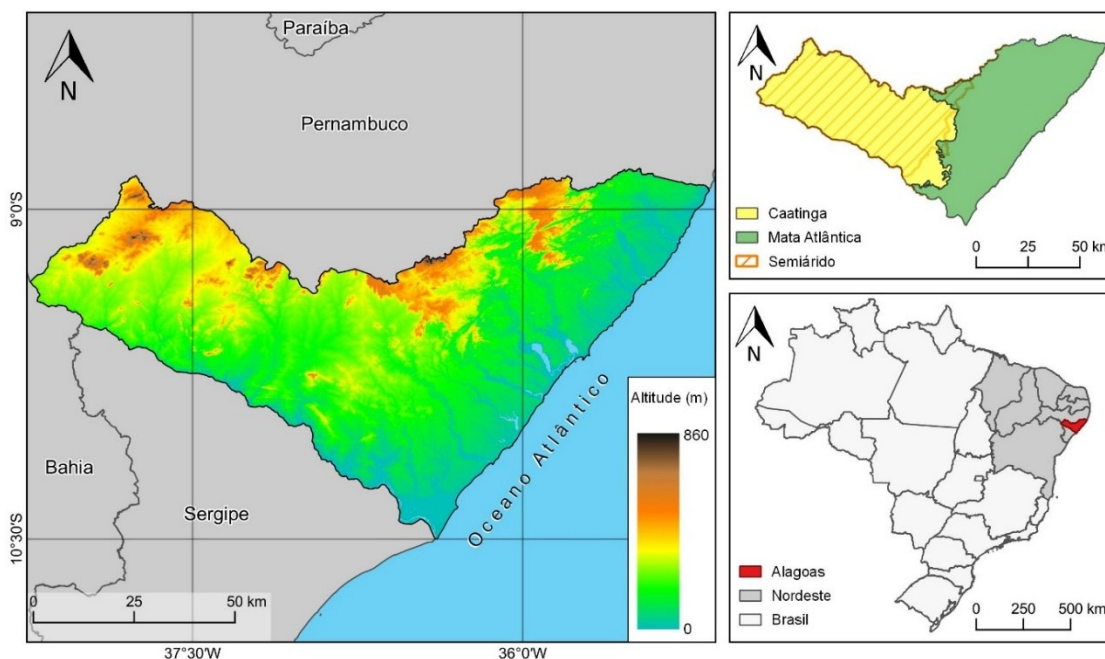 N
Paraíba
Pernambuco
9°0'S
Bahia
Sergipe
Oceano Atlântico
Altitude (m)
860
0
10°30'S
0 25 50 km
37°30'W
36°0'W
N
Caatinga
Mata Atlântica
Semiárido
0 25 50 km
N
Alagoas
Nordeste
Brasil
0 250 500 km